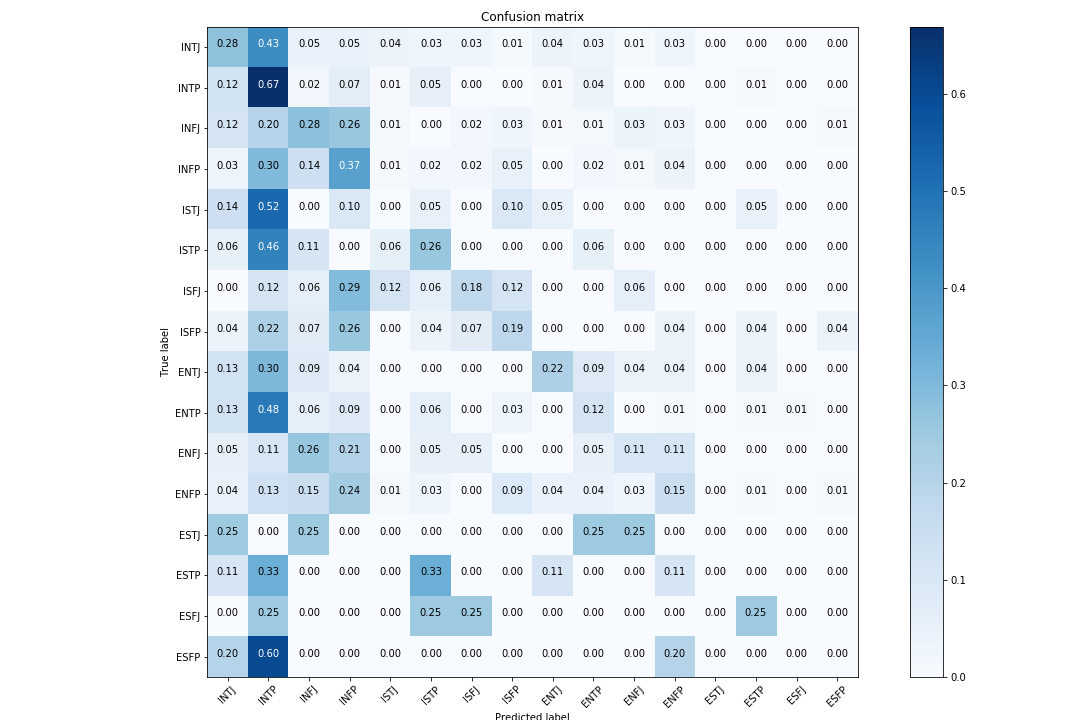 Confusion matrix
INTJ 0.28 0.43 0.05 0.05 0.04 0.03 0.03 0.01 0.04 0.03 0.01 0.03 0.00 0.00 0.00 0.00
INTP 0.12 0.67 0.02 0.07 0.01 0.05 0.00 0.00 0.01 0.04 0.00 0.00 0.00 0.01 0.00 0.00
0.6
INFJ 0.12 0.20 0.28 0.26 0.01 0.00 0.02 0.03 0.01 0.01 0.03 0.03 0.00 0.00 0.00 0.01
INFP 0.03 0.30 0.14 0.37 0.01 0.02 0.02 0.05 0.00 0.02 0.01 0.04 0.00 0.00 0.00 0.00
0.5
ISTJ 0.14 0.52 0.00 0.10 0.00 0.05 0.00 0.10 0.05 0.00 0.00 0.00 0.00 0.05 0.00 0.00
ISTP 0.06 0.46 0.11 0.00 0.06 0.26 0.00 0.00 0.00 0.06 0.00 0.00 0.00 0.00 0.00 0.00
0.4
ISFJ 0.00 0.12 0.06 0.29 0.12 0.06 0.18 0.12 0.00 0.00 0.06 0.00 0.00 0.00 0.00 0.00
True label
ISFP 0.04 0.22 0.07 0.26 0.00 0.04 0.07 0.19 0.00 0.00 0.00 0.04 0.00 0.04 0.00 0.04
ENTJ 0.13 0.30 0.09 0.04 0.00 0.00 0.00 0.00 0.22 0.09 0.04 0.04 0.00 0.04 0.00 0.00
0.3
ENTP 0.13 0.48 0.06 0.09 0.00 0.06 0.00 0.03 0.00 0.12 0.00 0.01 0.00 0.01 0.01 0.00
ENFJ 0.05 0.11 0.26 0.21 0.00 0.05 0.05 0.00 0.00 0.05 0.11 0.11 0.00 0.00 0.00 0.00
0.2
ENFP 0.04 0.13 0.15 0.24 0.01 0.03 0.00 0.09 0.04 0.04 0.03 0.15 0.00 0.01 0.00 0.01
ESTJ 0.25 0.00 0.25 0.00 0.00 0.00 0.00 0.00 0.00 0.25 0.25 0.00 0.00 0.00 0.00 0.00
ESTP 0.11 0.33 0.00 0.00 0.00 0.33 0.00 0.00 0.11 0.00 0.00 0.11 0.00 0.00 0.00 0.00
0.1
ESFJ 0.00 0.25 0.00 0.00 0.00 0.25 0.25 0.00 0.00 0.00 0.00 0.00 0.00 0.25 0.00 0.00
ESFP 0.20 0.60 0.00 0.00 0.00 0.00 0.00 0.00 0.00 0.00 0.00 0.20 0.00 0.00 0.00 0.00
0.0
INTJ INTP INFJ INFP ISTJ ISTP ISFJ ISFP ENTJ ENTP ENFJ ENFP ESTJ ESTP ESFJ ESFP
Predicted label